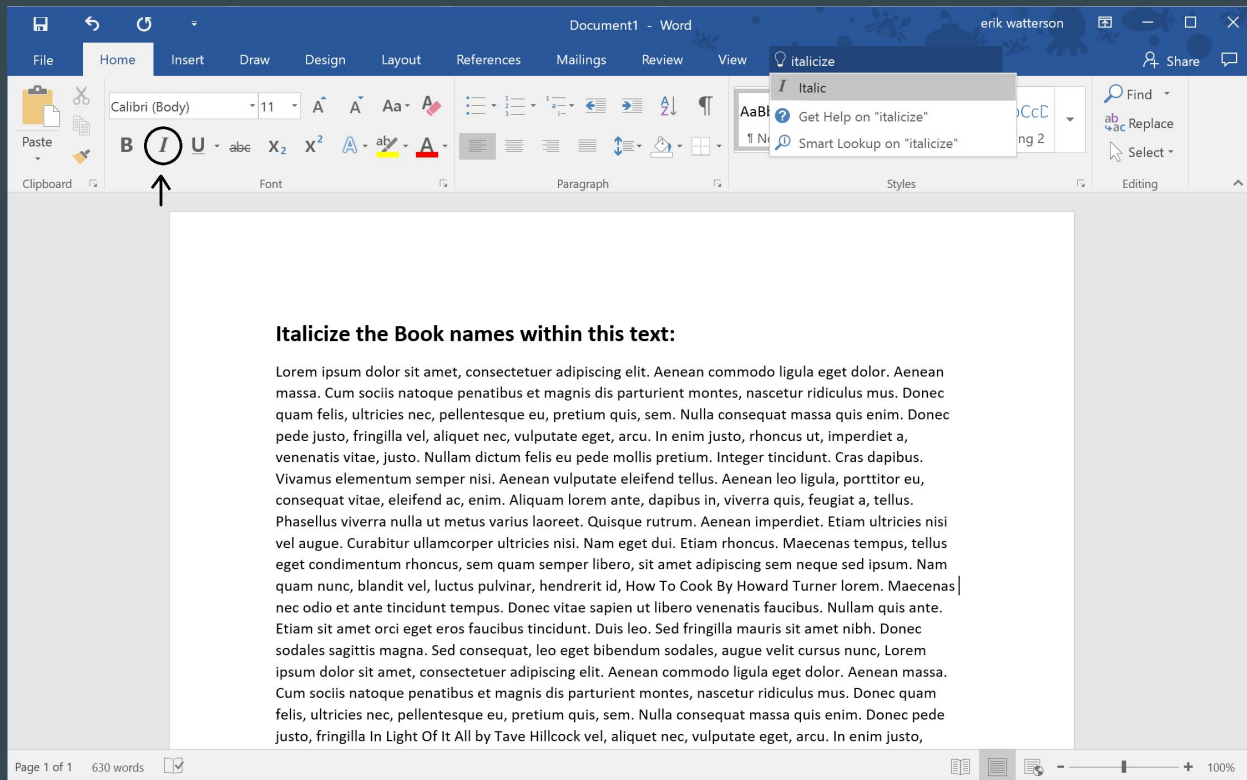 Document1 - Word
erik watterson
File Home Insert Draw Design Layout References Mailings Review View italicize Share
Italic
Get Help on "italicize"
Smart Lookup on "italicize"
Calibri (Body) 11 Aa
Paste
B I U abc X₂ X² A ab A
AaBb
CcC
¶ No
ng 2
Find
Replace
Select
Clipboard Font Paragraph Styles Editing
Italicize the Book names within this text:
Lorem ipsum dolor sit amet, consectetuer adipiscing elit. Aenean commodo ligula eget dolor. Aenean
massa. Cum sociis natoque penatibus et magnis dis parturient montes, nascetur ridiculus mus. Donec
quam felis, ultricies nec, pellentesque eu, pretium quis, sem. Nulla consequat massa quis enim. Donec
pede justo, fringilla vel, aliquet nec, vulputate eget, arcu. In enim justo, rhoncus ut, imperdiet a,
venenatis vitae, justo. Nullam dictum felis eu pede mollis pretium. Integer tincidunt. Cras dapibus.
Vivamus elementum semper nisi. Aenean vulputate eleifend tellus. Aenean leo ligula, porttitor eu,
consequat vitae, eleifend ac, enim. Aliquam lorem ante, dapibus in, viverra quis, feugiat a, tellus.
Phasellus viverra nulla ut metus varius laoreet. Quisque rutrum. Aenean imperdiet. Etiam ultricies nisi
vel augue. Curabitur ullamcorper ultricies nisi. Nam eget dui. Etiam rhoncus. Maecenas tempus, tellus
eget condimentum rhoncus, sem quam semper libero, sit amet adipiscing sem neque sed ipsum. Nam
quam nunc, blandit vel, luctus pulvinar, hendrerit id, How To Cook By Howard Turner lorem. Maecenas
nec odio et ante tincidunt tempus. Donec vitae sapien ut libero venenatis faucibus. Nullam quis ante.
Etiam sit amet orci eget eros faucibus tincidunt. Duis leo. Sed fringilla mauris sit amet nibh. Donec
sodales sagittis magna. Sed consequat, leo eget bibendum sodales, augue velit cursus nunc, Lorem
ipsum dolor sit amet, consectetuer adipiscing elit. Aenean commodo ligula eget dolor. Aenean massa.
Cum sociis natoque penatibus et magnis dis parturient montes, nascetur ridiculus mus. Donec quam
felis, ultricies nec, pellentesque eu, pretium quis, sem. Nulla consequat massa quis enim. Donec pede
justo, fringilla In Light Of It All by Tave Hillcock vel, aliquet nec, vulputate eget, arcu. In enim justo,
Page 1 of 1 630 words 100%